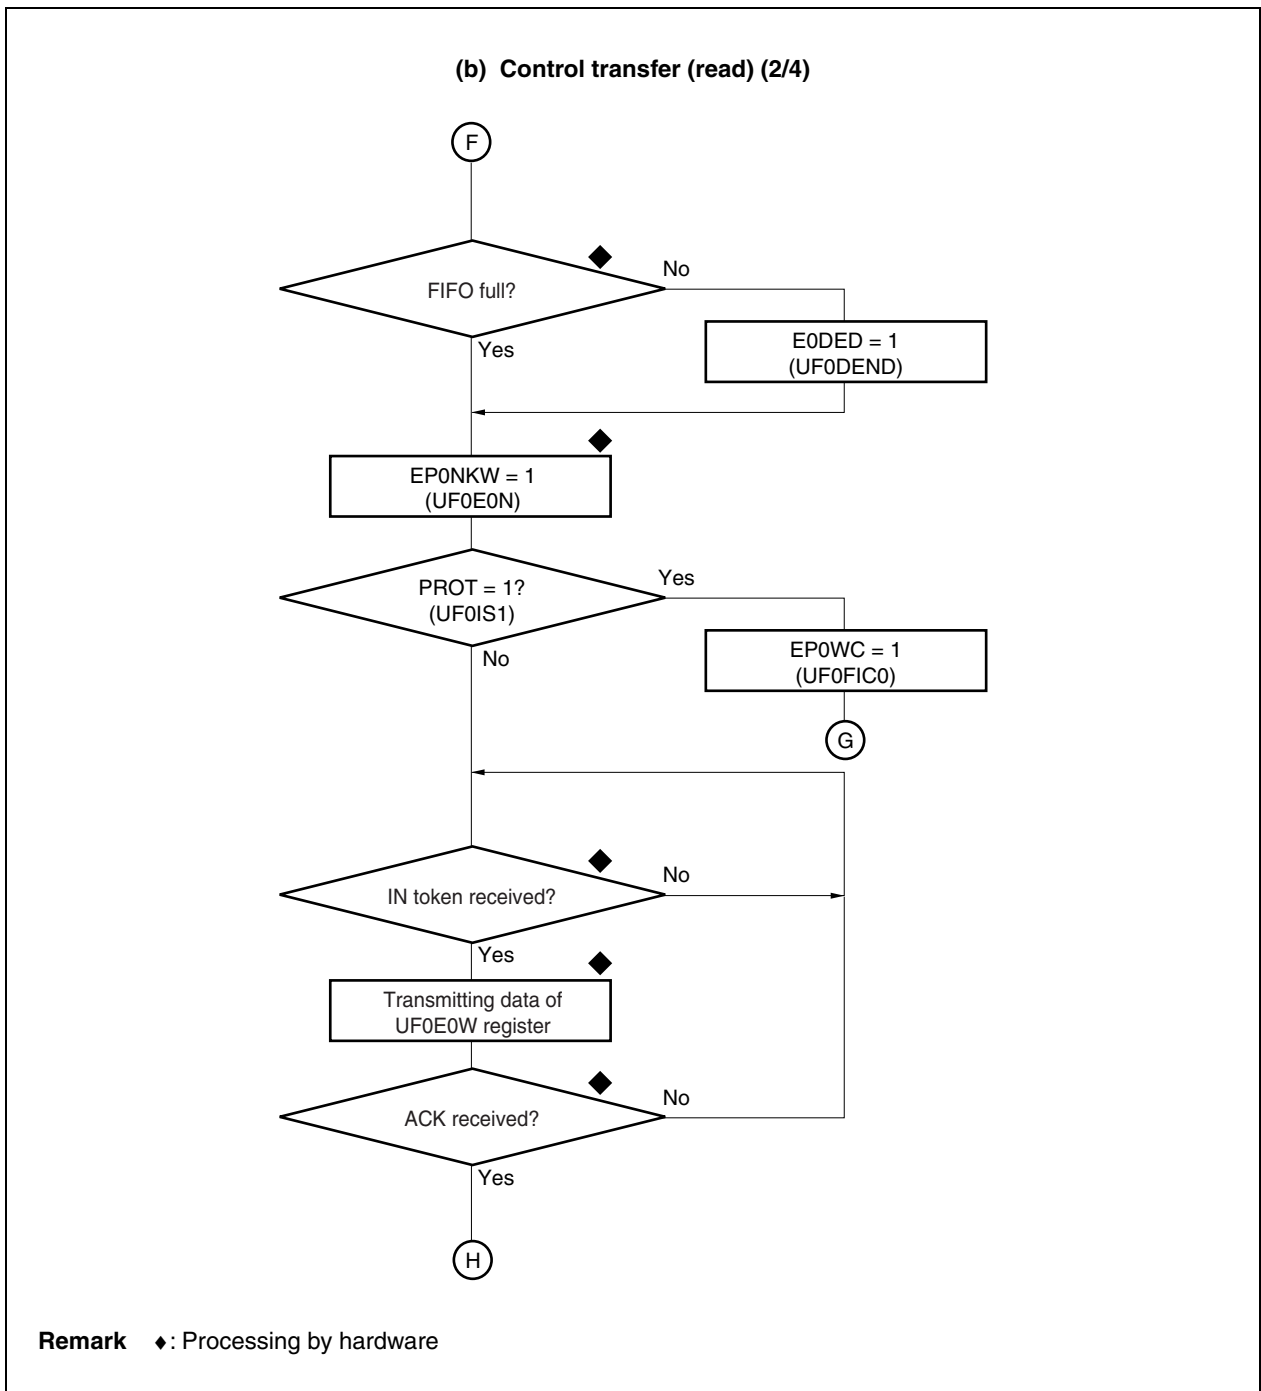 (b) Control transfer (read) (2/4)
F
FIFO full?
No
Yes
E0DED = 1
(UF0DEND)
EP0NKW = 1
(UF0E0N)
PROT = 1?
(UF0IS1)
Yes
No
EP0WC = 1
(UF0FIC0)
G
IN token received?
No
Yes
Transmitting data of
UF0E0W register
ACK received?
No
Yes
H
Remark ♦: Processing by hardware